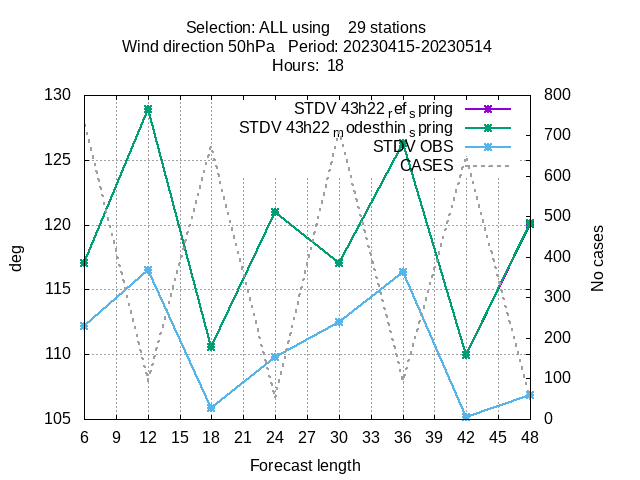 Selection: ALL using 29 stations
Wind direction 50hPa Period: 20230415-20230514
Hours: 18
STDV 43h22_ref_spring
STDV 43h22_modesthin_spring
STDV OBS
CASES
130
125
120
115
110
105
800
700
600
500
400
300
200
100
0
deg
No cases
6 9 12 15 18 21 24 27 30 33 36 39 42 45 48
Forecast length